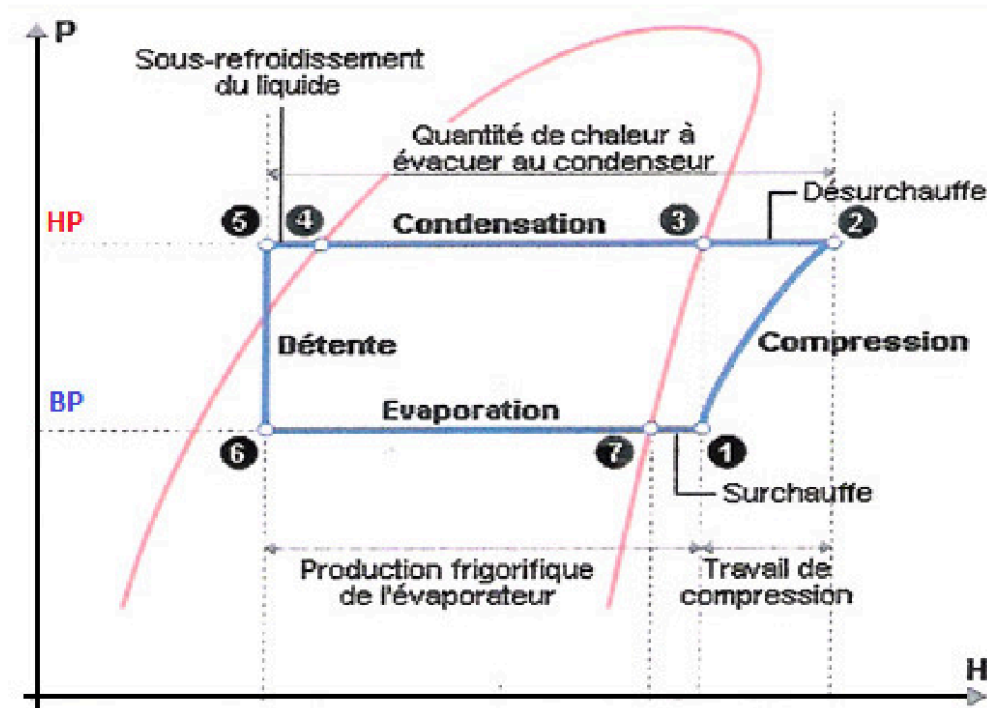 P
Sous-refroidissement
du liquide
Quantité de chaleur à
évacuer au condenseur
Désurchauffe
HP
5
4
Condensation
3
2
Détente
Compression
BP
Evaporation
6
7
1
Surchauffe
Production frigorifique
de l'évaporateur
Travail de
compression
H